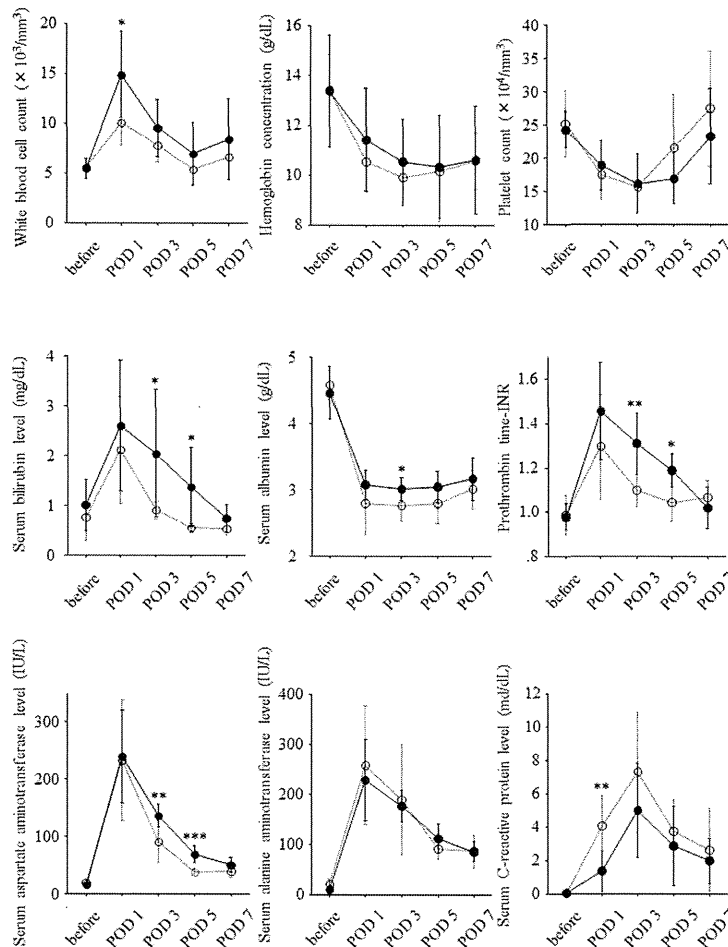 White blood cell count (×10³/mm³)
20
15
10
5
0
*
before
POD 1
POD 3
POD 5
POD 7
Hemoglobin concentration (g/dL)
16
14
12
10
8
before
POD 1
POD 3
POD 5
POD 7
Platelet count (×10⁴/mm³)
40
35
30
25
20
15
10
before
POD 1
POD 3
POD 5
POD 7
Serum bilirubin level (mg/dL)
4
3
2
1
0
*
*
before
POD 1
POD 3
POD 5
POD 7
Serum albumin level (g/dL)
5
4
3
2
*
before
POD 1
POD 3
POD 5
POD 7
Prothrombin time-INR
1.6
1.4
1.2
1.0
.8
**
*
before
POD 1
POD 3
POD 5
POD 7
Serum aspartate aminotransferase level (IU/L)
300
200
100
0
**
***
before
POD 1
POD 3
POD 5
POD 7
Serum alanine aminotransferase level (IU/L)
400
300
200
100
0
before
POD 1
POD 3
POD 5
POD 7
Serum C-reactive protein level (md/dL)
12
10
8
6
4
2
0
**
before
POD 1
POD 3
POD 5
POD 7